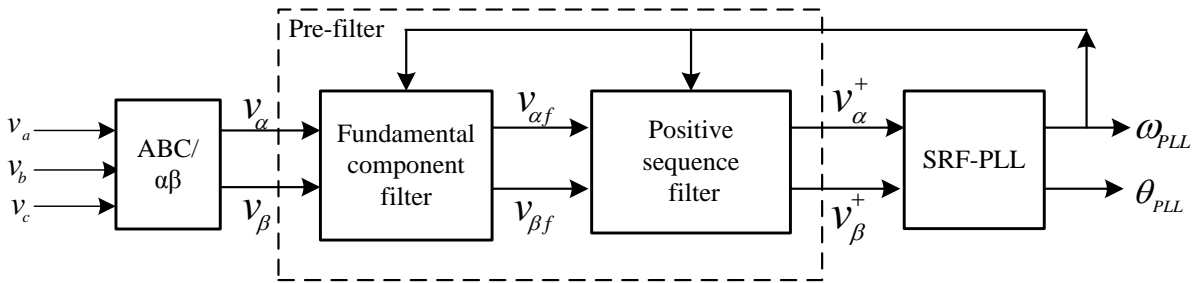 Pre-filter
v_a
v_b
v_c
ABC/
αβ
v_α
v_β
Fundamental
component
filter
v_αf
v_βf
Positive
sequence
filter
v_α^+
v_β^+
SRF-PLL
ω_PLL
θ_PLL